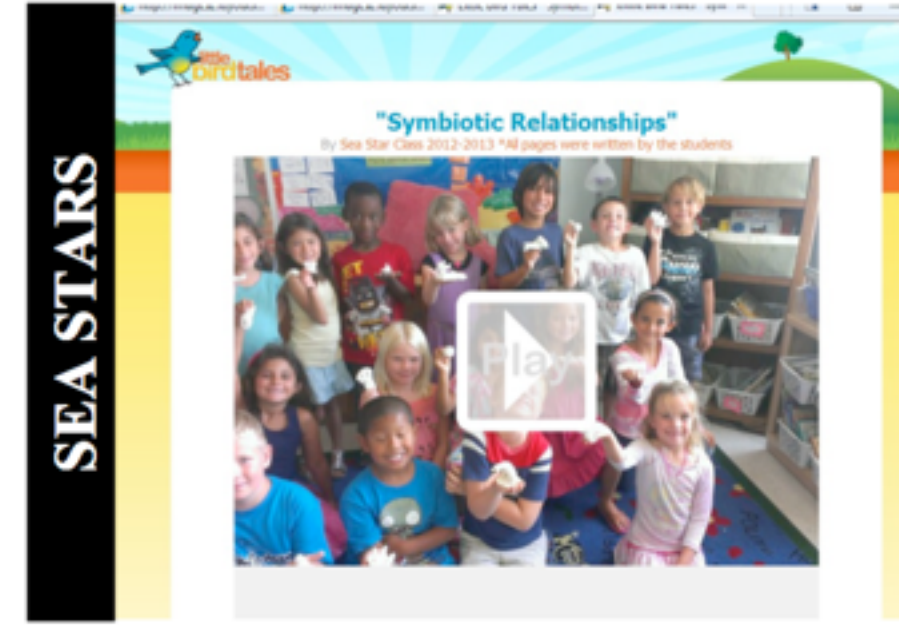 SEA STARS
little
birdtales
"Symbiotic Relationships"
By Sea Star Class 2012-2013 *All pages were written by the students
Play